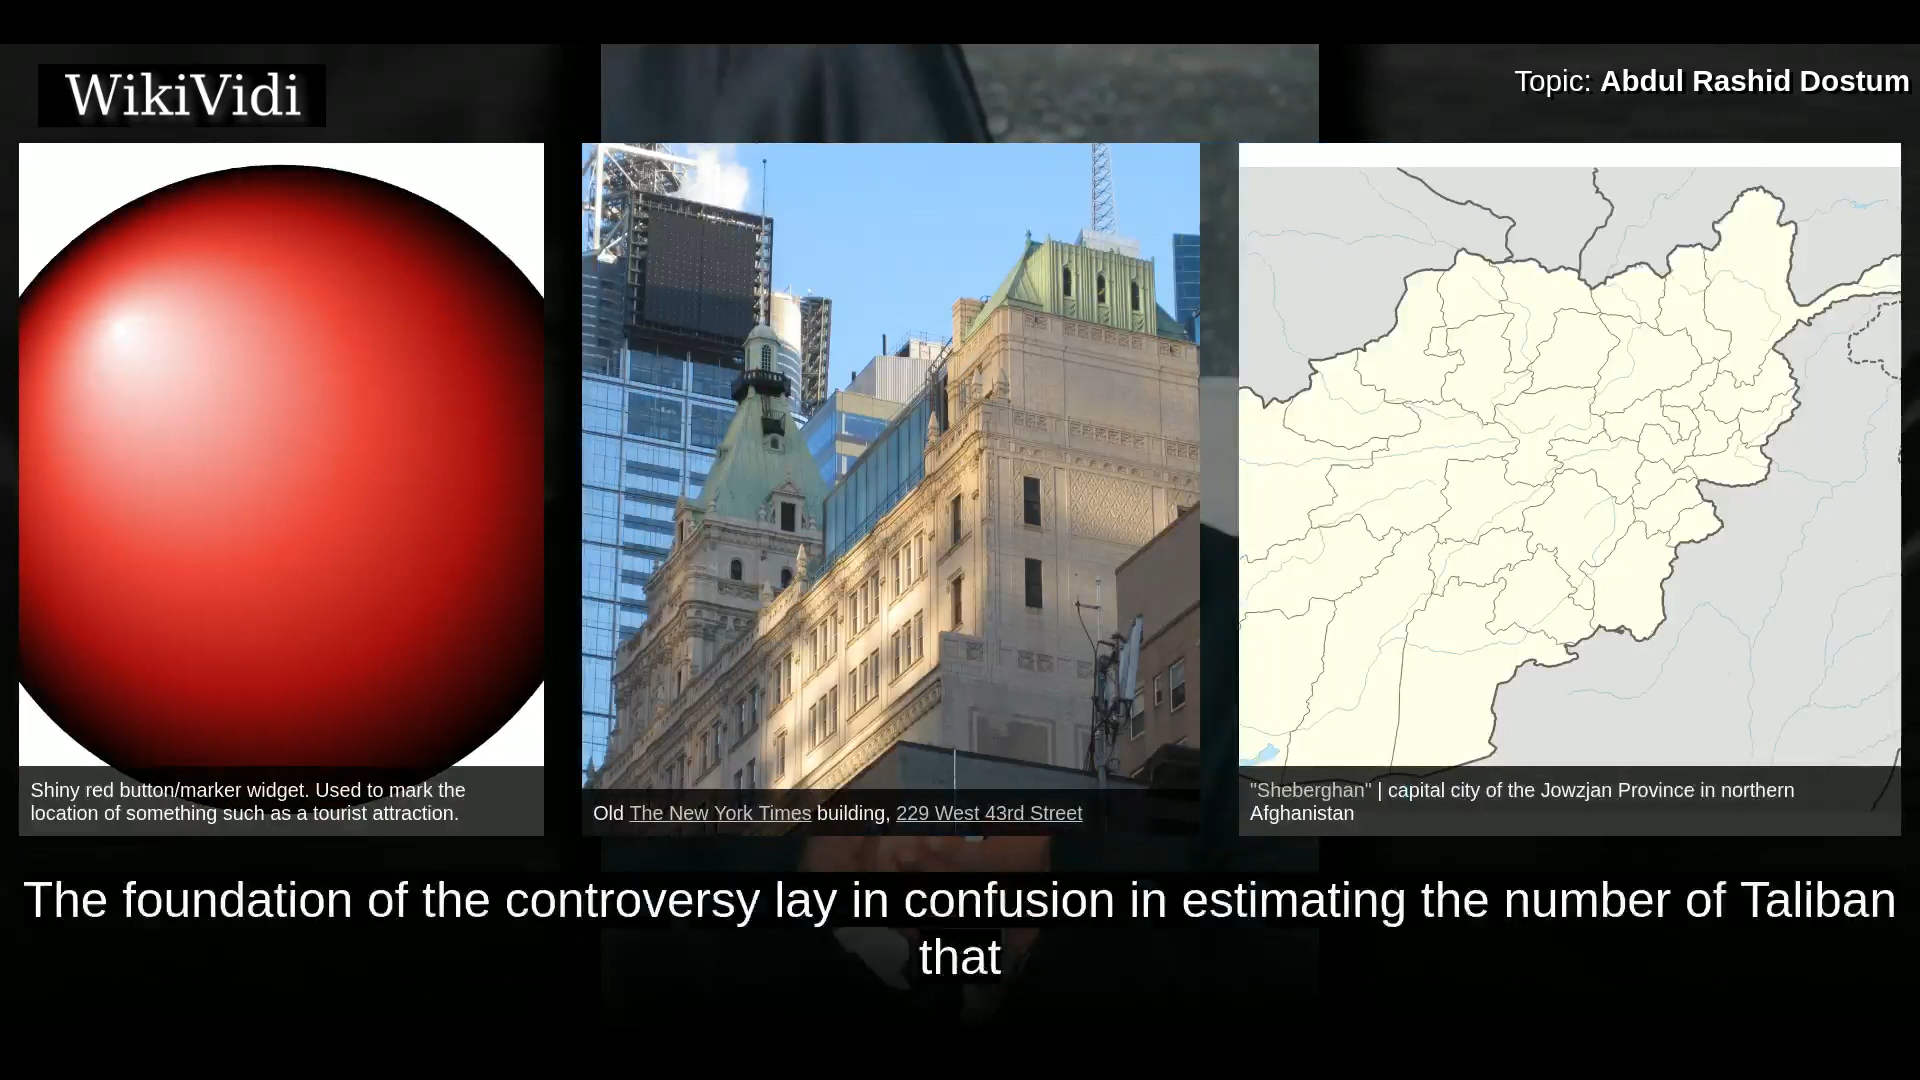 WikiVidi
Topic: Abdul Rashid Dostum
Shiny red button/marker widget. Used to mark the
location of something such as a tourist attraction.
Old The New York Times building, 229 West 43rd Street
"Sheberghan" | capital city of the Jowzjan Province in northern
Afghanistan
The foundation of the controversy lay in confusion in estimating the number of Taliban
that